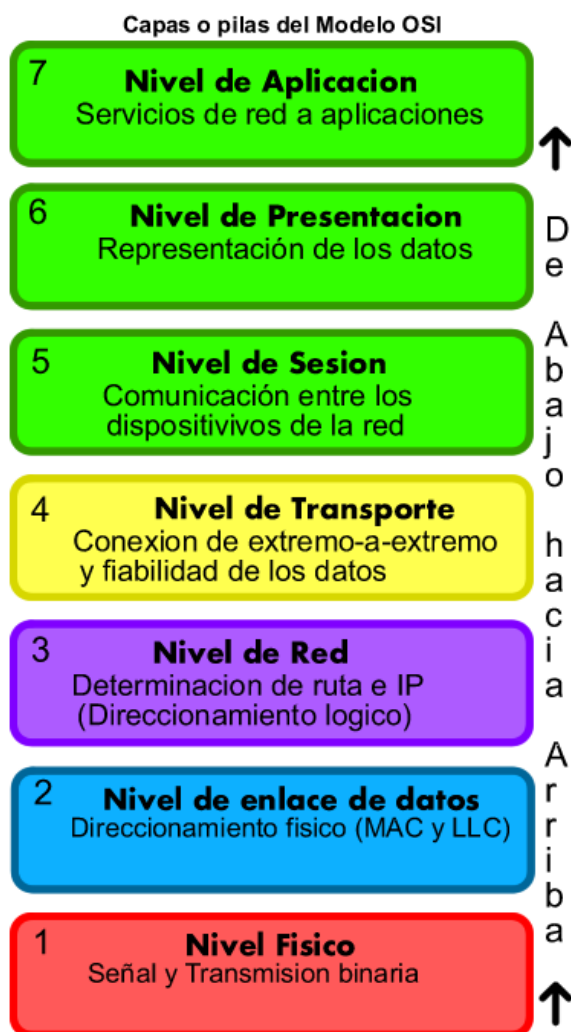 Capas o pilas del Modelo OSI
7
Nivel de Aplicacion
Servicios de red a aplicaciones
6
Nivel de Presentacion
Representación de los datos
5
Nivel de Sesion
Comunicación entre los
dispositivivos de la red
4
Nivel de Transporte
Conexion de extremo-a-extremo
y fiabilidad de los datos
3
Nivel de Red
Determinacion de ruta e IP
(Direccionamiento logico)
2
Nivel de enlace de datos
Direccionamiento fisico (MAC y LLC)
1
Nivel Fisico
Señal y Transmision binaria
De Abajo hacia Arriba